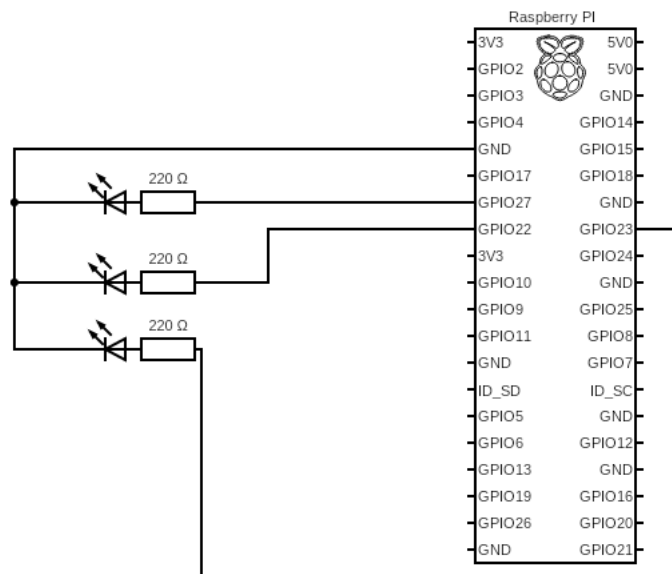 Raspberry PI
3V3 5V0
GPIO2 5V0
GPIO3 GND
GPIO4 GPIO14
GND GPIO15
GPIO17 GPIO18
220 Ω GPIO27 GND
GPIO22 GPIO23
220 Ω 3V3 GPIO24
GPIO10 GND
GPIO9 GPIO25
220 Ω GPIO11 GPIO8
GND GPIO7
ID_SD ID_SC
GPIO5 GND
GPIO6 GPIO12
GPIO13 GND
GPIO19 GPIO16
GPIO26 GPIO20
GND GPIO21